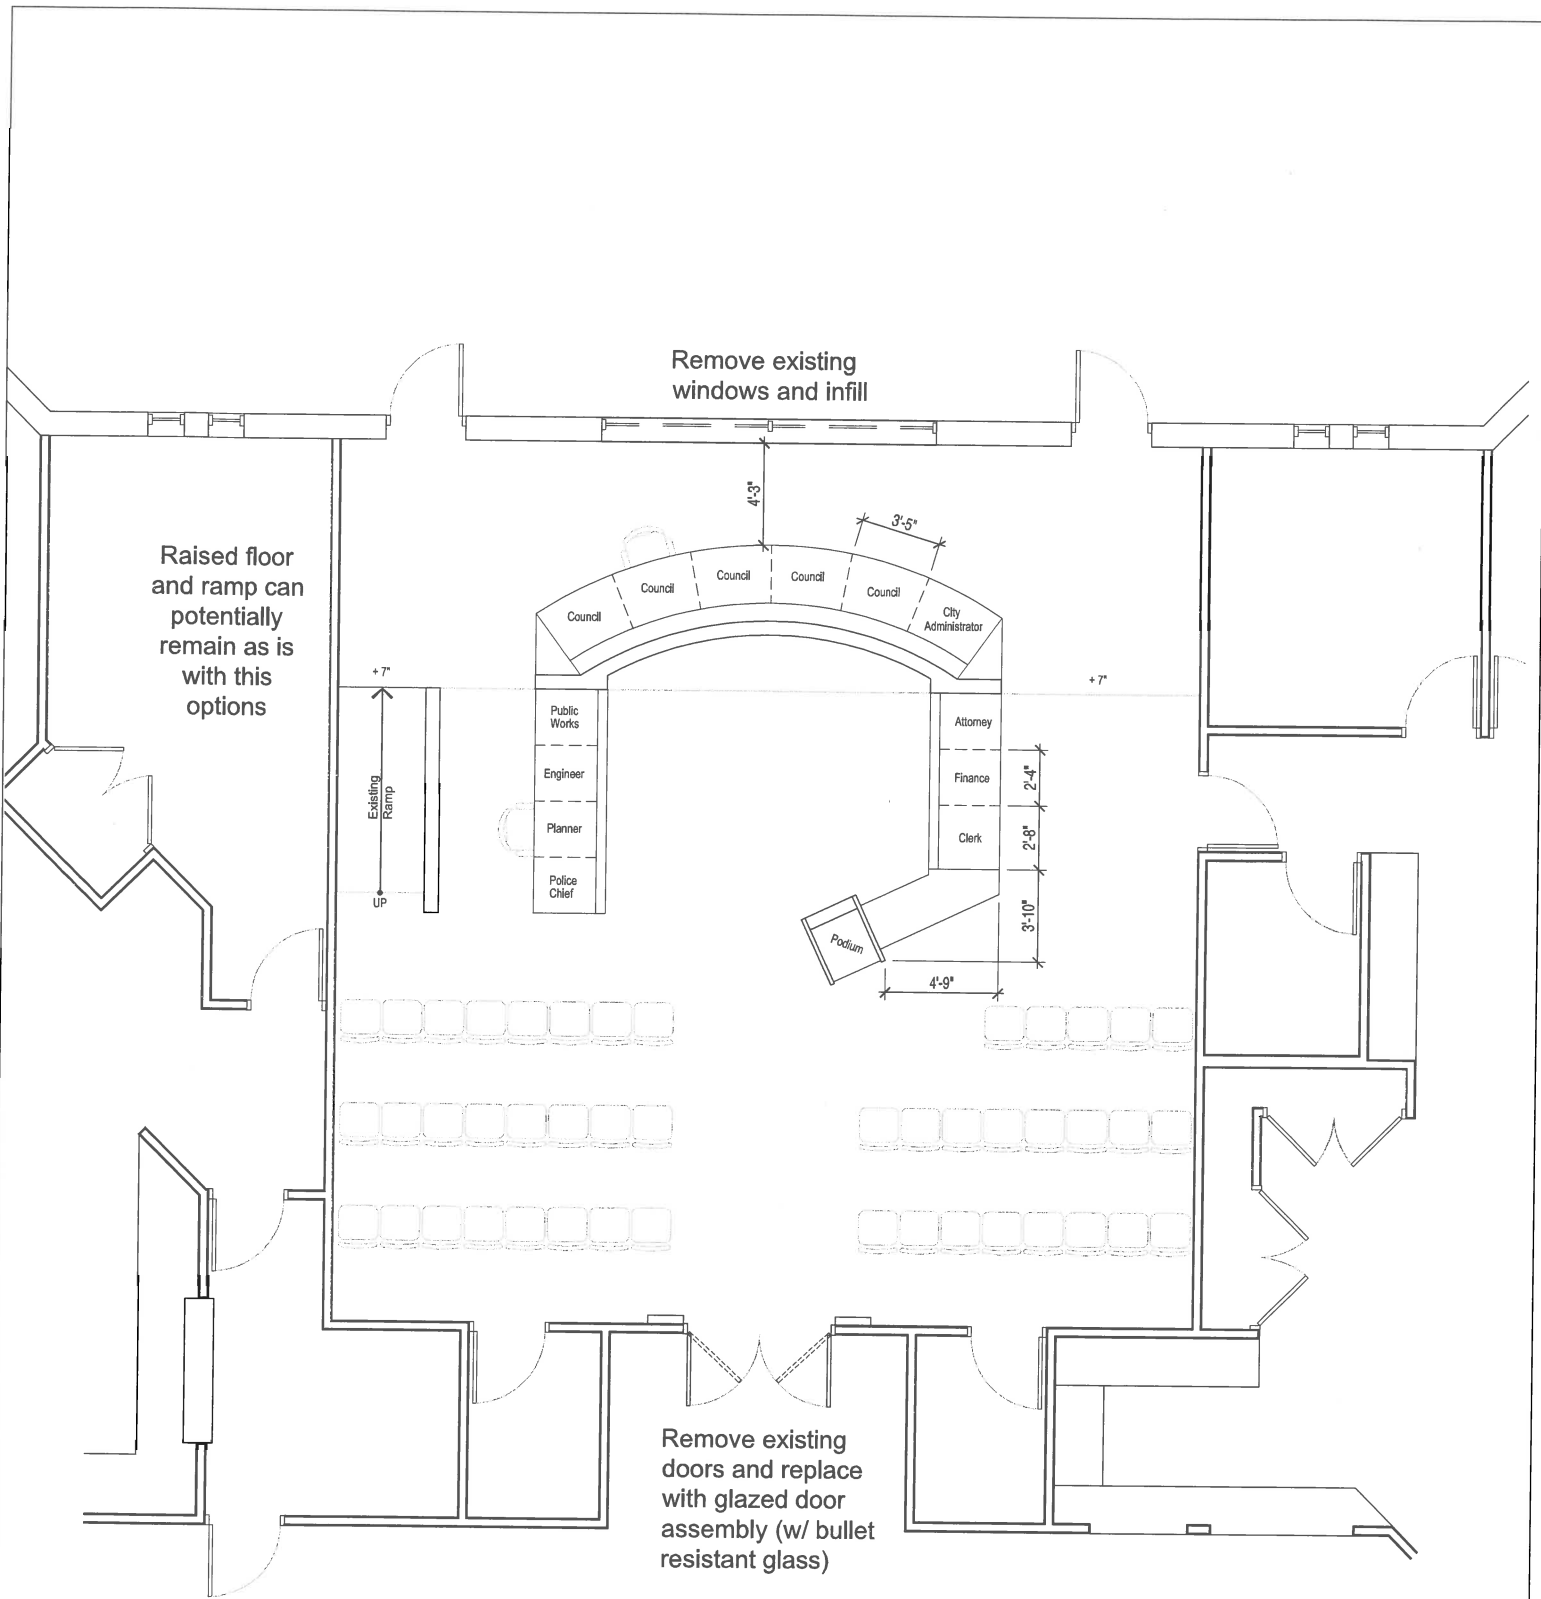 Remove existing
windows and infill
4'-3"
3'-5"
Raised floor
and ramp can
potentially
remain as is
with this
options
Council
Council
Council
Council
Council
City
Administrator
+ 7"
+ 7"
Existing
Ramp
UP
Public
Works
Engineer
Planner
Police
Chief
Attorney
Finance
Clerk
2'-4"
2'-8"
3'-10"
4'-9"
Podium
Remove existing
doors and replace
with glazed door
assembly (w/ bullet
resistant glass)